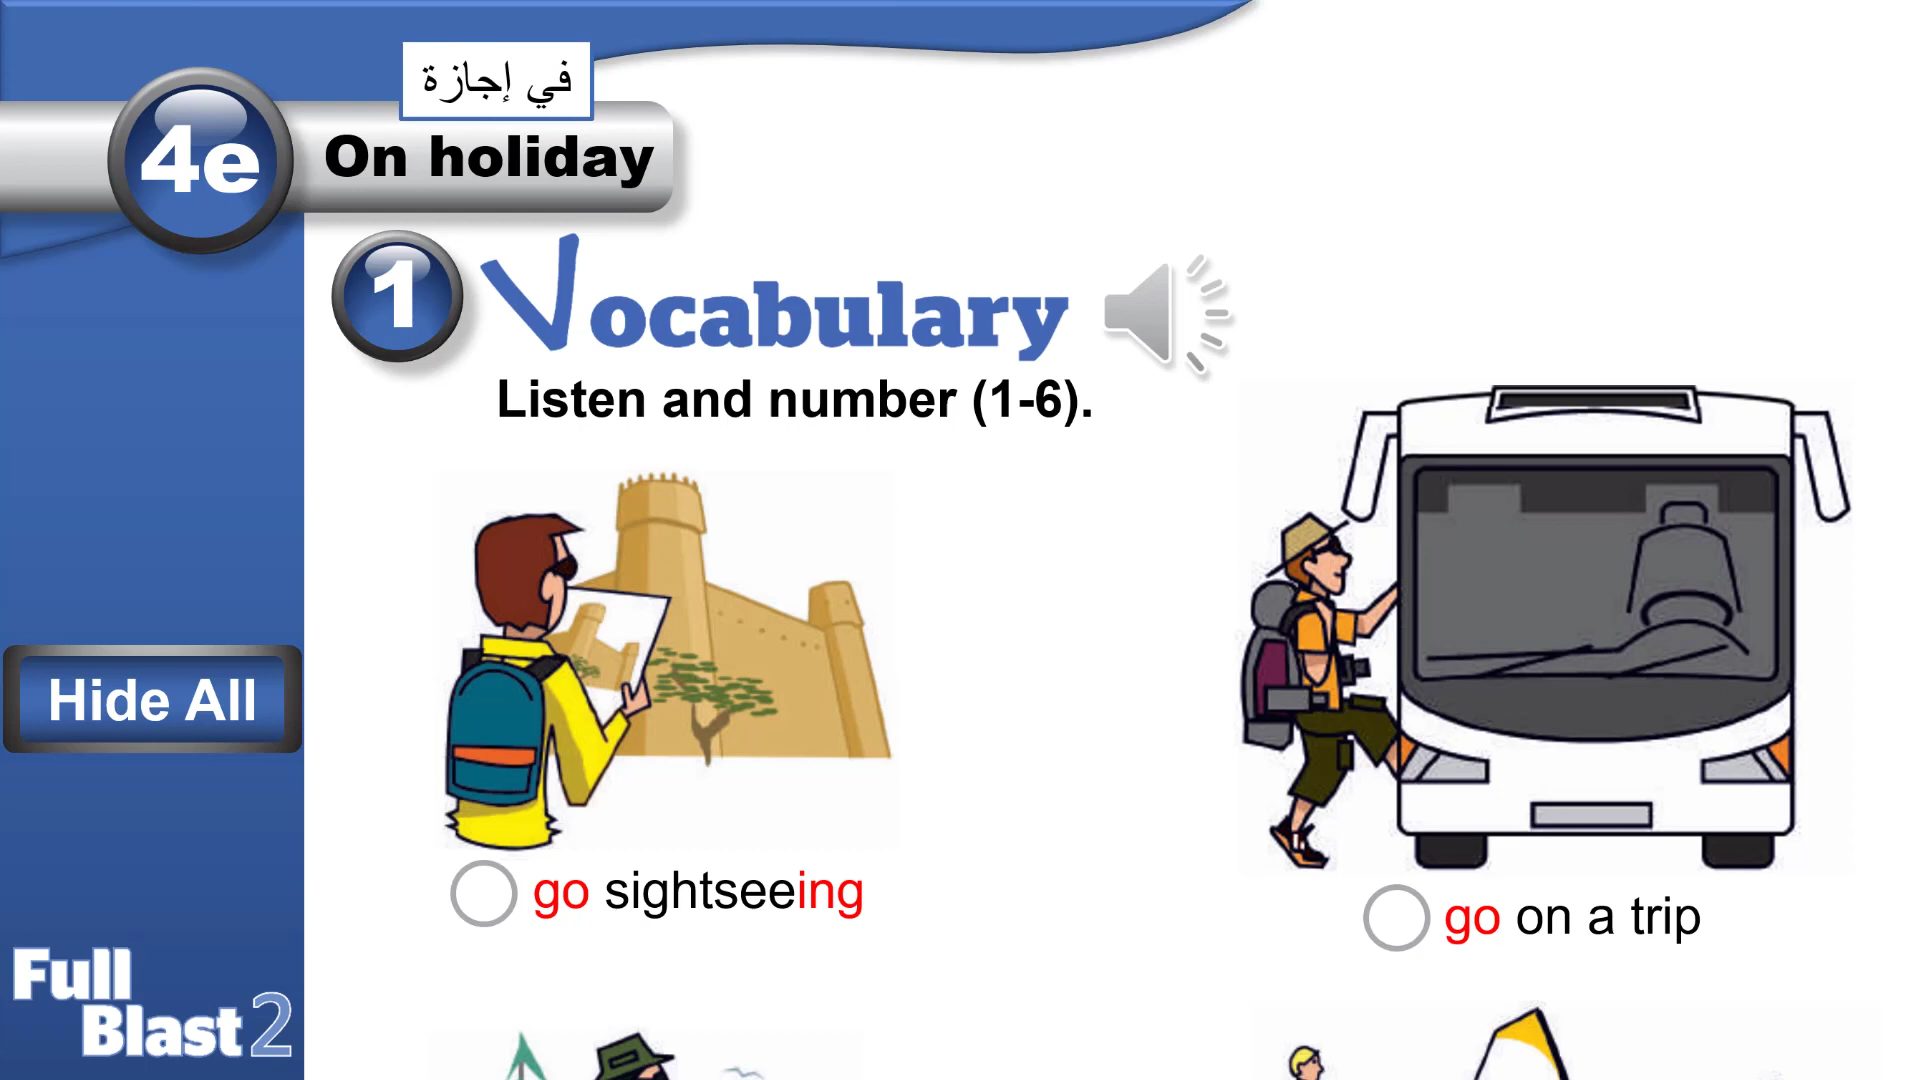 في إجازة
4e On holiday
1 Vocabulary
Listen and number (1-6).
go sightseeing
go on a trip
Hide All
Full
Blast 2